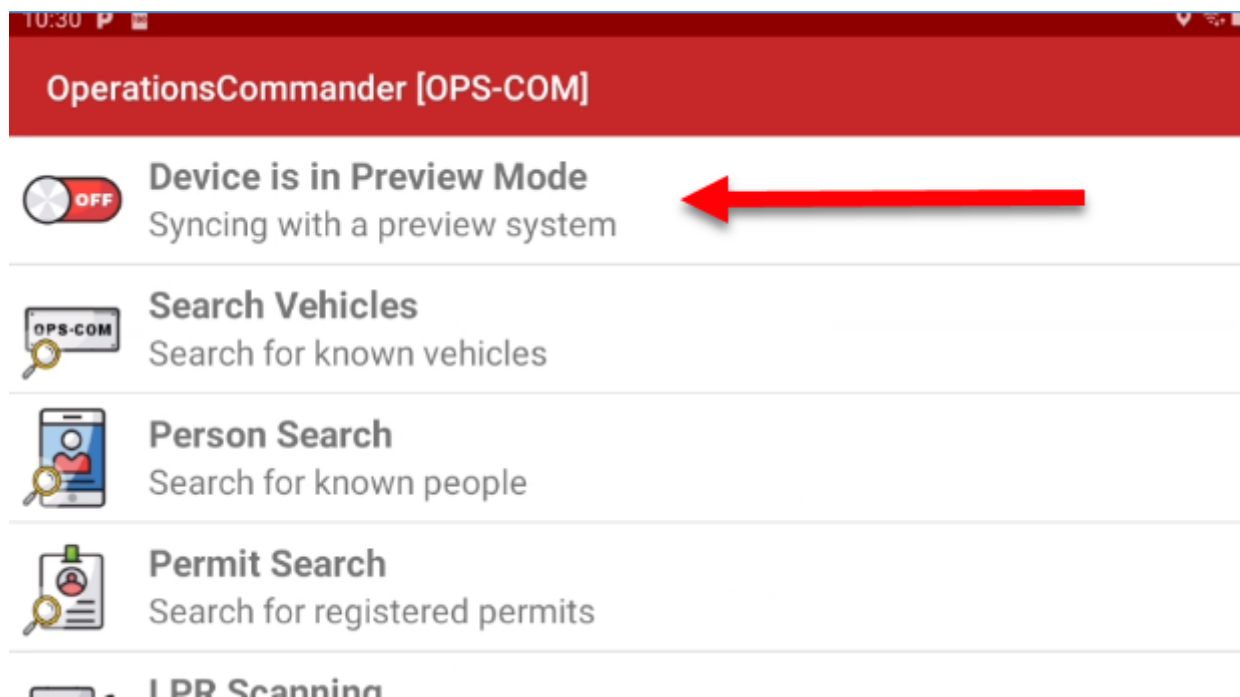 10:30 P
OperationsCommander [OPS-COM]
OFF
Device is in Preview Mode
Syncing with a preview system
OPS-COM
Search Vehicles
Search for known vehicles
Person Search
Search for known people
Permit Search
Search for registered permits
LPR Scanning